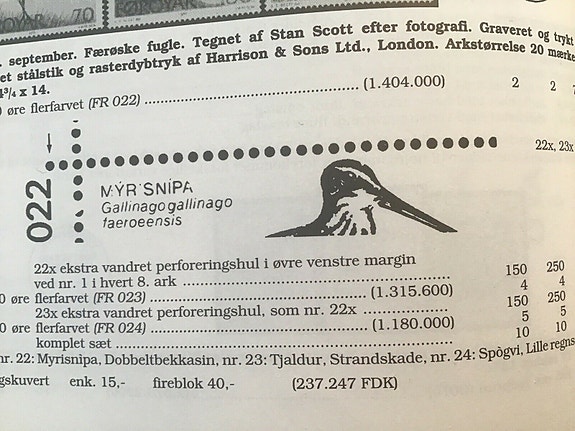 FØROYAR 70
september. Færøske fugle. Tegnet af Stan Scott efter fotografi. Graveret og trykt
et stålstik og rasterdybtryk af Harrison & Sons Ltd., London. Arkstørrelse 20 mærke
¾ x 14.
0 øre flerfarvet (FR 022) (1.404.000) 2 2
22x, 23x
022
MÝRISNÍPA
Gallinago gallinago
faeroeensis
22x ekstra vandret perforeringshul i øvre venstre margin
ved nr. 1 i hvert 8. ark 150 250
0 øre flerfarvet (FR 023) (1.315.600) 4 4
23x ekstra vandret perforeringshul, som nr. 22x 150 250
0 øre flerfarvet (FR 024) (1.180.000) 5 5
komplet sæt 10 10
nr. 22: Myrisnipa, Dobbeltbekkasin, nr. 23: Tjaldur, Strandskade, nr. 24: Spògvi, Lille regns
gskuvert enk. 15,- fireblok 40,- (237.247 FDK)